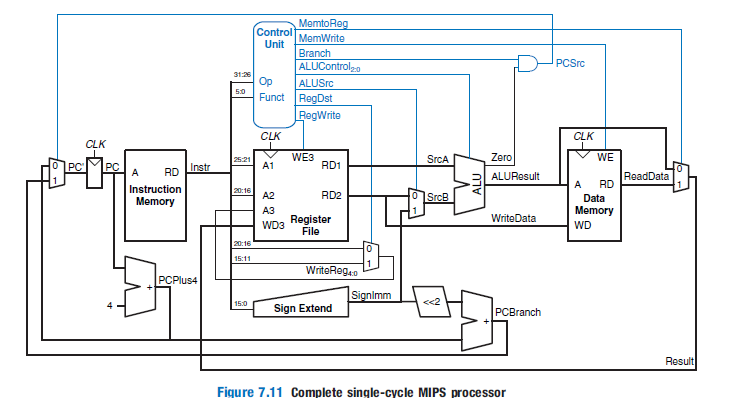 MemtoReg
Control
Unit
MemWrite
Branch
ALUControl2:0
PCSrc
31:26
Op
ALUSrc
5:0
Funct
RegDst
RegWrite
CLK
CLK
CLK
0
1
PC'
PC
A
RD
Instr
Instruction
Memory
25:21
A1
WE3
RD1
SrcA
Zero
WE
ALU
ALUResult
ReadData
0
1
20:16
A2
RD2
0
1
SrcB
A
RD
Data
Memory
A3
WD3
Register
File
WriteData
WD
20:16
0
15:11
1
WriteReg4:0
PCPlus4
+
4
SignImm
15:0
Sign Extend
<<2
+
PCBranch
Result
Figure 7.11 Complete single-cycle MIPS processor